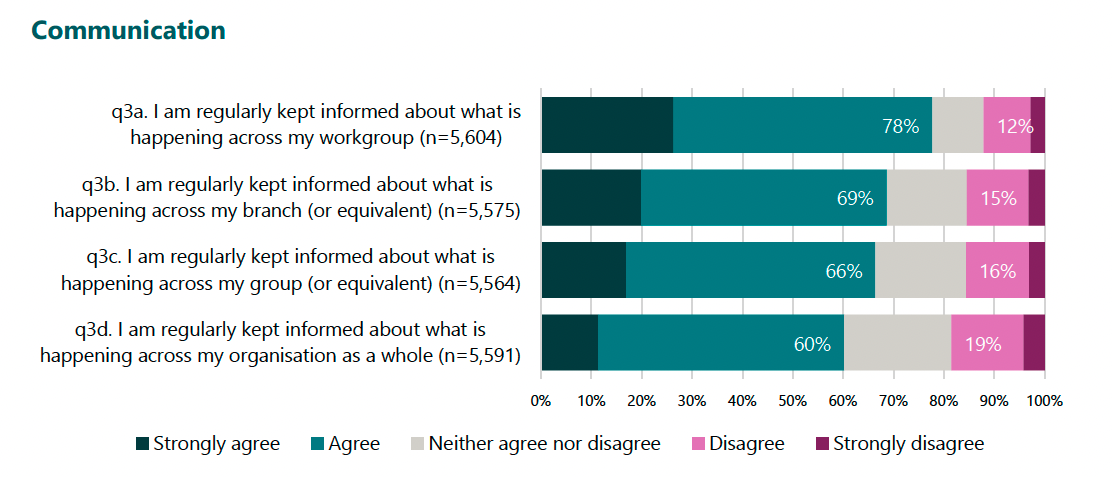 Communication
q3a. I am regularly kept informed about what is
happening across my workgroup (n=5,604)
78%
12%
q3b. I am regularly kept informed about what is
happening across my branch (or equivalent) (n=5,575)
69%
15%
q3c. I am regularly kept informed about what is
happening across my group (or equivalent) (n=5,564)
66%
16%
q3d. I am regularly kept informed about what is
happening across my organisation as a whole (n=5,591)
60%
19%
0% 10% 20% 30% 40% 50% 60% 70% 80% 90% 100%
Strongly agree Agree Neither agree nor disagree Disagree Strongly disagree